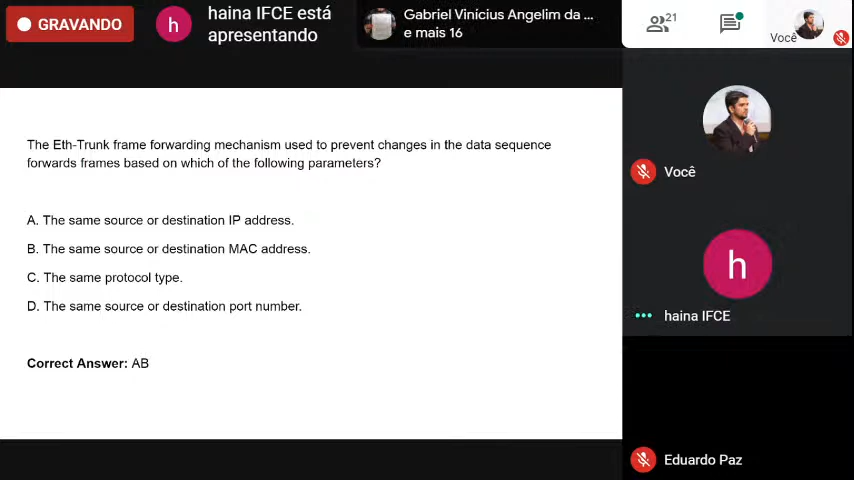 GRAVANDO
h
haina IFCE está
apresentando
Gabriel Vinícius Angelim da ...
e mais 16
21
Você
The Eth-Trunk frame forwarding mechanism used to prevent changes in the data sequence
forwards frames based on which of the following parameters?
A. The same source or destination IP address.
B. The same source or destination MAC address.
C. The same protocol type.
D. The same source or destination port number.
Correct Answer: AB
Você
h
haina IFCE
Eduardo Paz